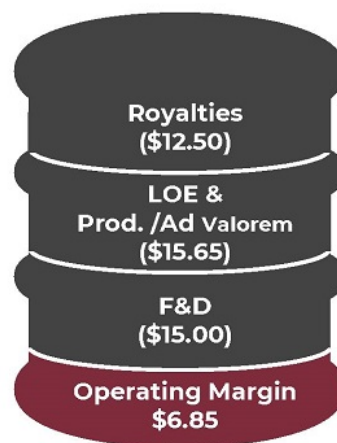 Royalties
($12.50)
LOE &
Prod. /Ad Valorem
($15.65)
F&D
($15.00)
Operating Margin
$6.85